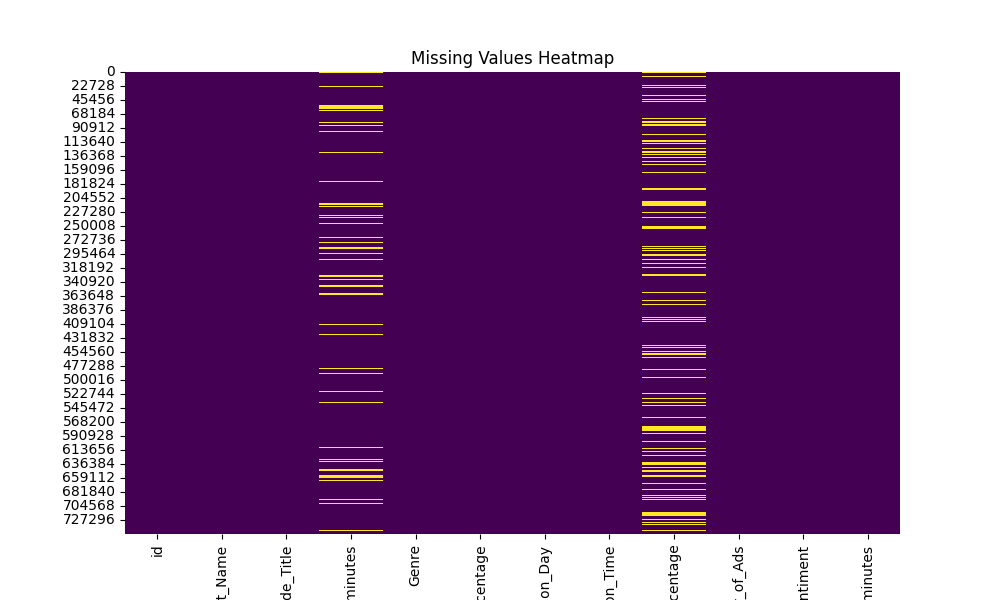 Missing Values Heatmap
0
22728
45456
68184
90912
113640
136368
159096
181824
204552
227280
250008
272736
295464
318192
340920
363648
386376
409104
431832
454560
477288
500016
522744
545472
568200
590928
613656
636384
659112
681840
704568
727296
id
t_Name
de_Title
minutes
Genre
centage
on_Day
on_Time
centage
_of_Ads
ntiment
minutes